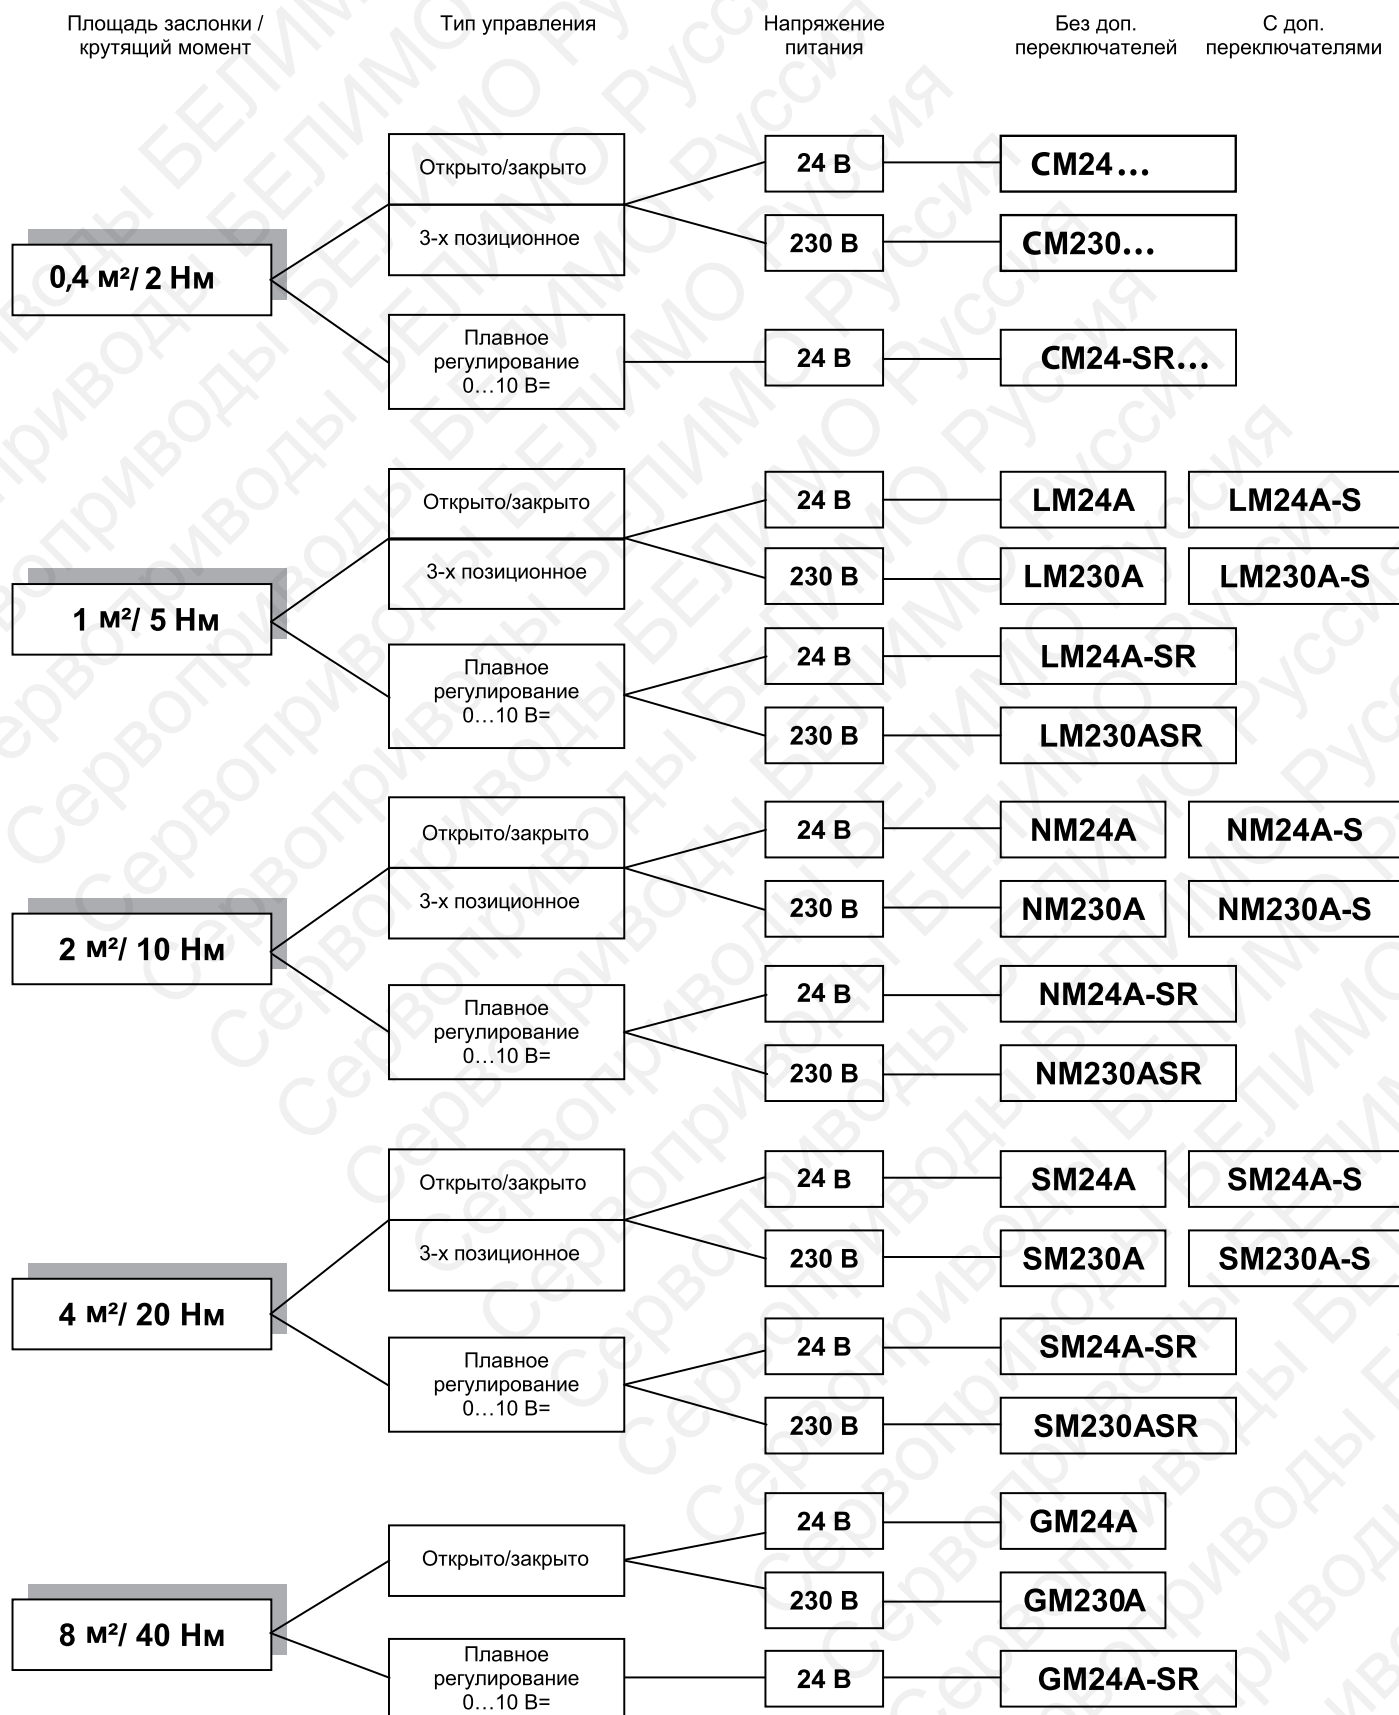 Площадь заслонки /
крутящий момент
Тип управления
Напряжение
питания
Без доп.
переключателей
С доп.
переключателями
0,4 м²/ 2 Нм
Открыто/закрыто
3-х позиционное
24 В
CM24...
230 В
CM230...
Плавное
регулирование
0...10 В=
24 В
CM24-SR...
1 м²/ 5 Нм
Открыто/закрыто
3-х позиционное
24 В
LM24A
LM24A-S
230 В
LM230A
LM230A-S
Плавное
регулирование
0...10 В=
24 В
LM24A-SR
230 В
LM230ASR
2 м²/ 10 Нм
Открыто/закрыто
3-х позиционное
24 В
NM24A
NM24A-S
230 В
NM230A
NM230A-S
Плавное
регулирование
0...10 В=
24 В
NM24A-SR
230 В
NM230ASR
4 м²/ 20 Нм
Открыто/закрыто
3-х позиционное
24 В
SM24A
SM24A-S
230 В
SM230A
SM230A-S
Плавное
регулирование
0...10 В=
24 В
SM24A-SR
230 В
SM230ASR
8 м²/ 40 Нм
Открыто/закрыто
24 В
GM24A
230 В
GM230A
Плавное
регулирование
0...10 В=
24 В
GM24A-SR
Сервоприводы БЕЛИМО Руссия